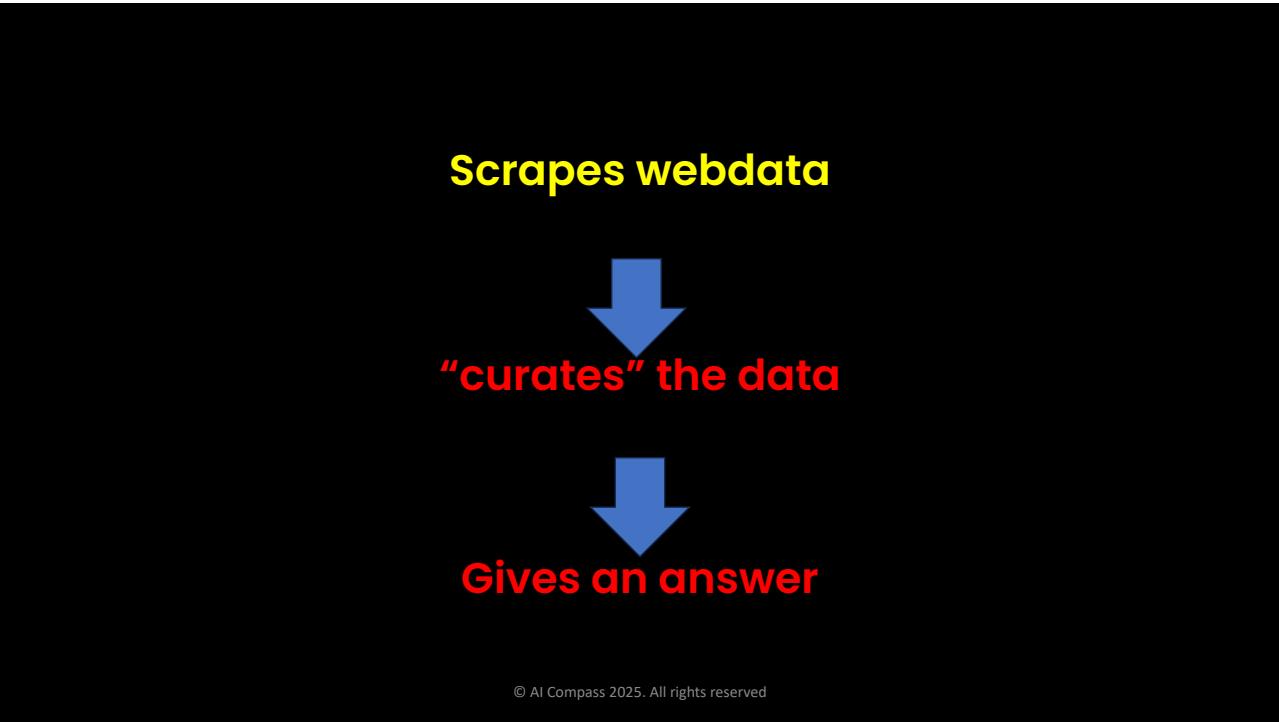 Scrapes webdata
“curates” the data
Gives an answer
© AI Compass 2025. All rights reserved